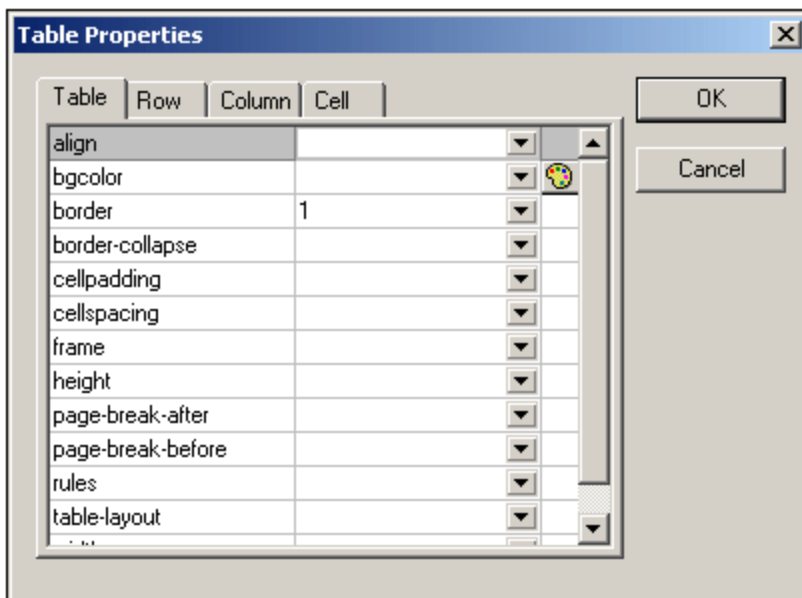 Table Properties
Table Row Column Cell
OK
Cancel
align
bgcolor
border 1
border-collapse
cellpadding
cellspacing
frame
height
page-break-after
page-break-before
rules
table-layout